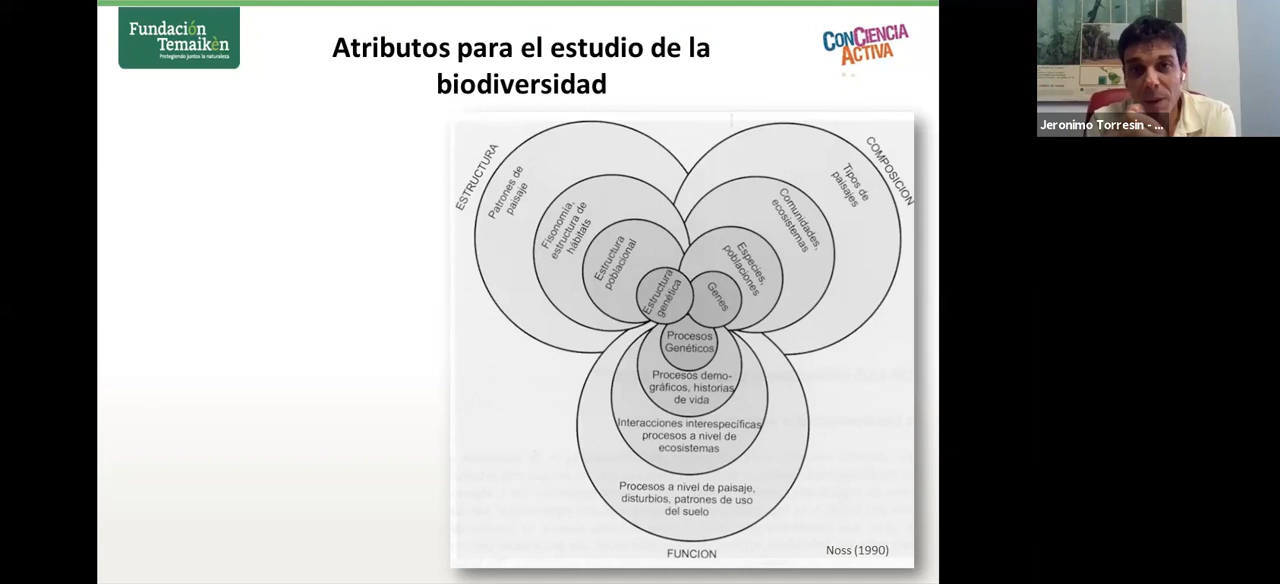 Fundación
Temaikèn
Protegiendo juntos la naturaleza
Atributos para el estudio de la
biodiversidad
CONCIENCIA
ACTIVA
Jeronimo Torresin - ...
ESTRUCTURA
Patrones de
paisaje
Fisonomía,
estructura de
hábitats
Estructura
poblacional
Estructura
genética
COMPOSICION
Tipos de
paisajes
Comunidades,
ecosistemas
Especies,
poblaciones
Genes
Procesos
Genéticos
Procesos demo-
gráficos, historias
de vida
Interacciones interespecíficas
procesos a nivel de
ecosistemas
Procesos a nivel de paisaje,
disturbios, patrones de uso
del suelo
FUNCION
Noss (1990)